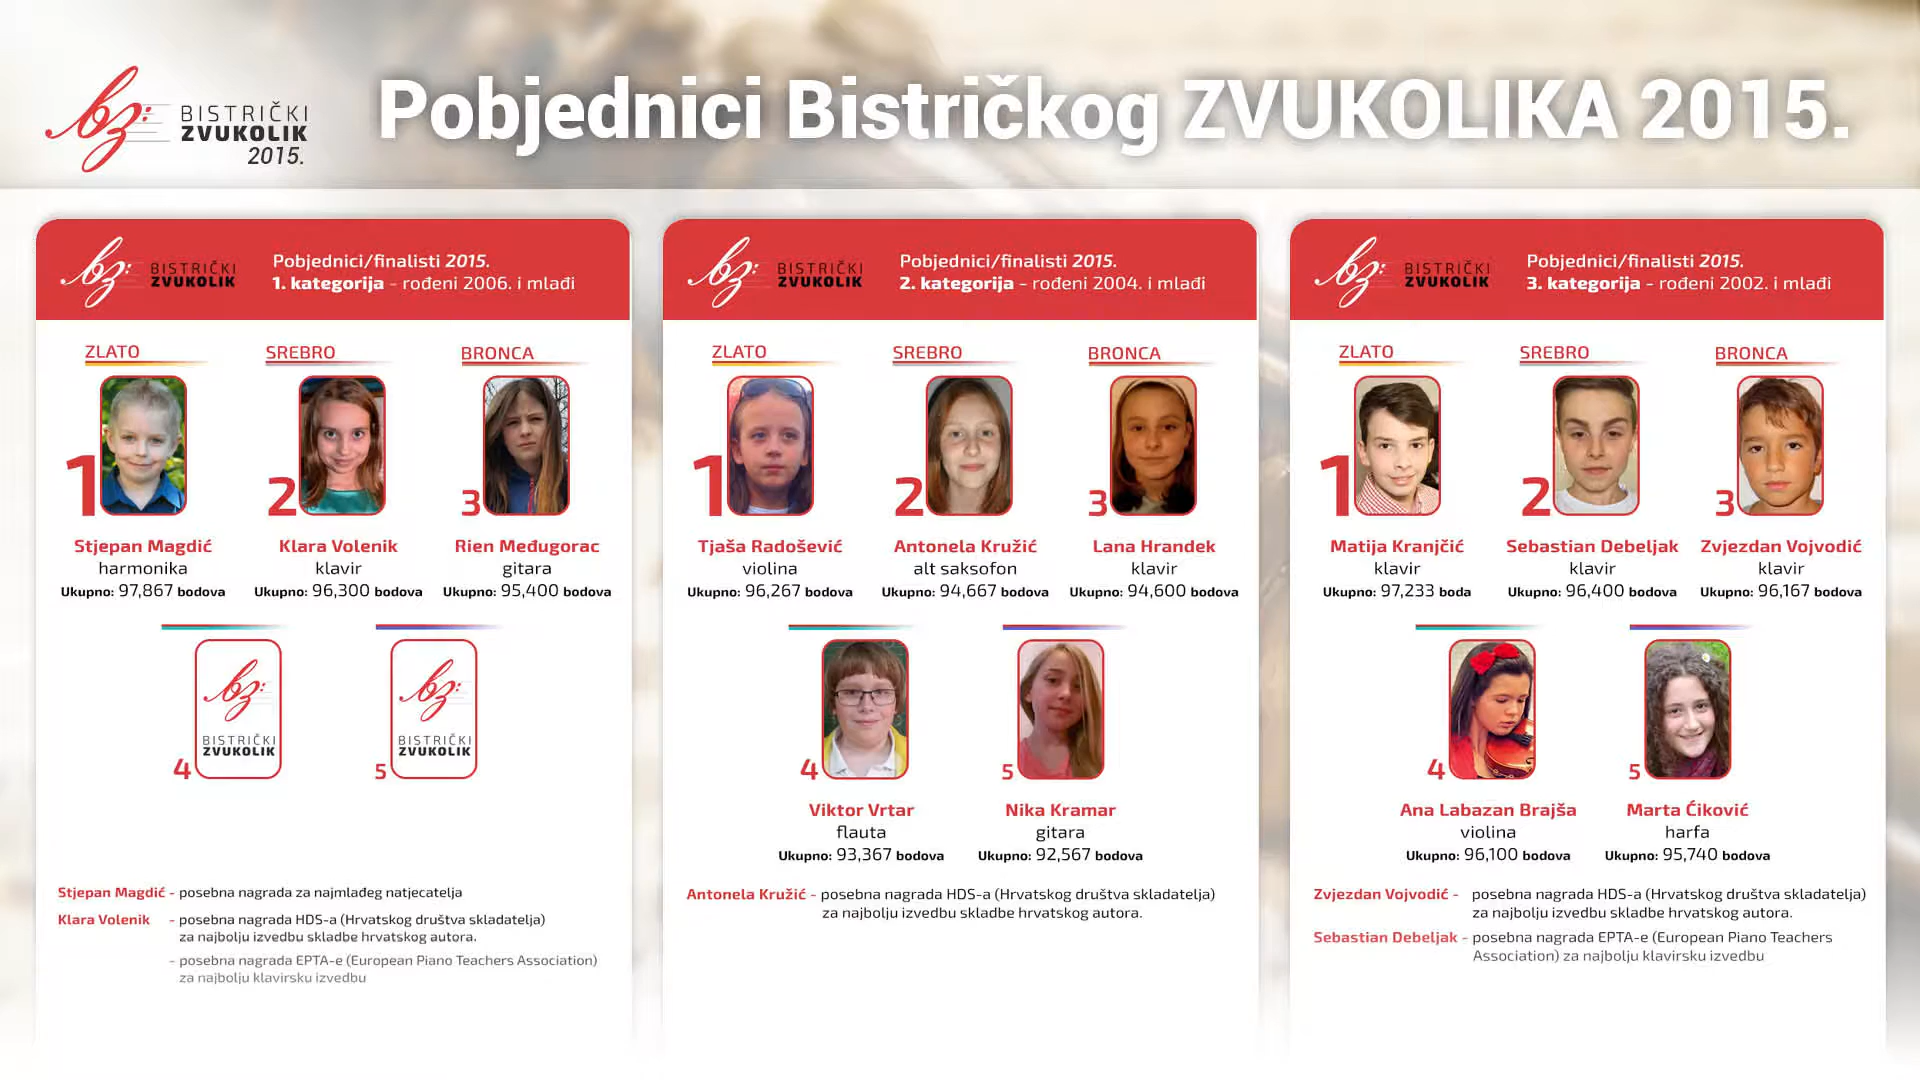 BISTRIČKI
ZVUKOLIK
2015.
Pobjednici Bistričkog ZVUKOLIKA 2015.
BISTRIČKI
ZVUKOLIK
Pobjednici/finalisti 2015.
1. kategorija - rođeni 2006. i mlađi
ZLATO
SREBRO
BRONCA
1
2
3
Stjepan Magdić
harmonika
Ukupno: 97,867 bodova
Klara Volenik
klavir
Ukupno: 96,300 bodova
Rien Međugorac
gitara
Ukupno: 95,400 bodova
4
BISTRIČKI
ZVUKOLIK
5
BISTRIČKI
ZVUKOLIK
Stjepan Magdić - posebna nagrada za najmlađeg natjecatelja
Klara Volenik - posebna nagrada HDS-a (Hrvatskog društva skladatelja)
za najbolju izvedbu skladbe hrvatskog autora.
- posebna nagrada EPTA-e (European Piano Teachers Association)
za najbolju klavirsku izvedbu
BISTRIČKI
ZVUKOLIK
Pobjednici/finalisti 2015.
2. kategorija - rođeni 2004. i mlađi
ZLATO
SREBRO
BRONCA
1
2
3
Tjaša Radošević
violina
Ukupno: 96,267 bodova
Antonela Kružić
alt saksofon
Ukupno: 94,667 bodova
Lana Hrandek
klavir
Ukupno: 94,600 bodova
4
5
Viktor Vrtar
flauta
Ukupno: 93,367 bodova
Nika Kramar
gitara
Ukupno: 92,567 bodova
Antonela Kružić - posebna nagrada HDS-a (Hrvatskog društva skladatelja)
za najbolju izvedbu skladbe hrvatskog autora.
BISTRIČKI
ZVUKOLIK
Pobjednici/finalisti 2015.
3. kategorija - rođeni 2002. i mlađi
ZLATO
SREBRO
BRONCA
1
2
3
Matija Kranjčić
klavir
Ukupno: 97,233 boda
Sebastian Debeljak
klavir
Ukupno: 96,400 bodova
Zvjezdan Vojvodić
klavir
Ukupno: 96,167 bodova
4
5
Ana Labazan Brajša
violina
Ukupno: 96,100 bodova
Marta Ćiković
harfa
Ukupno: 95,740 bodova
Zvjezdan Vojvodić - posebna nagrada HDS-a (Hrvatskog društva skladatelja)
za najbolju izvedbu skladbe hrvatskog autora.
Sebastian Debeljak - posebna nagrada EPTA-e (European Piano Teachers
Association) za najbolju klavirsku izvedbu